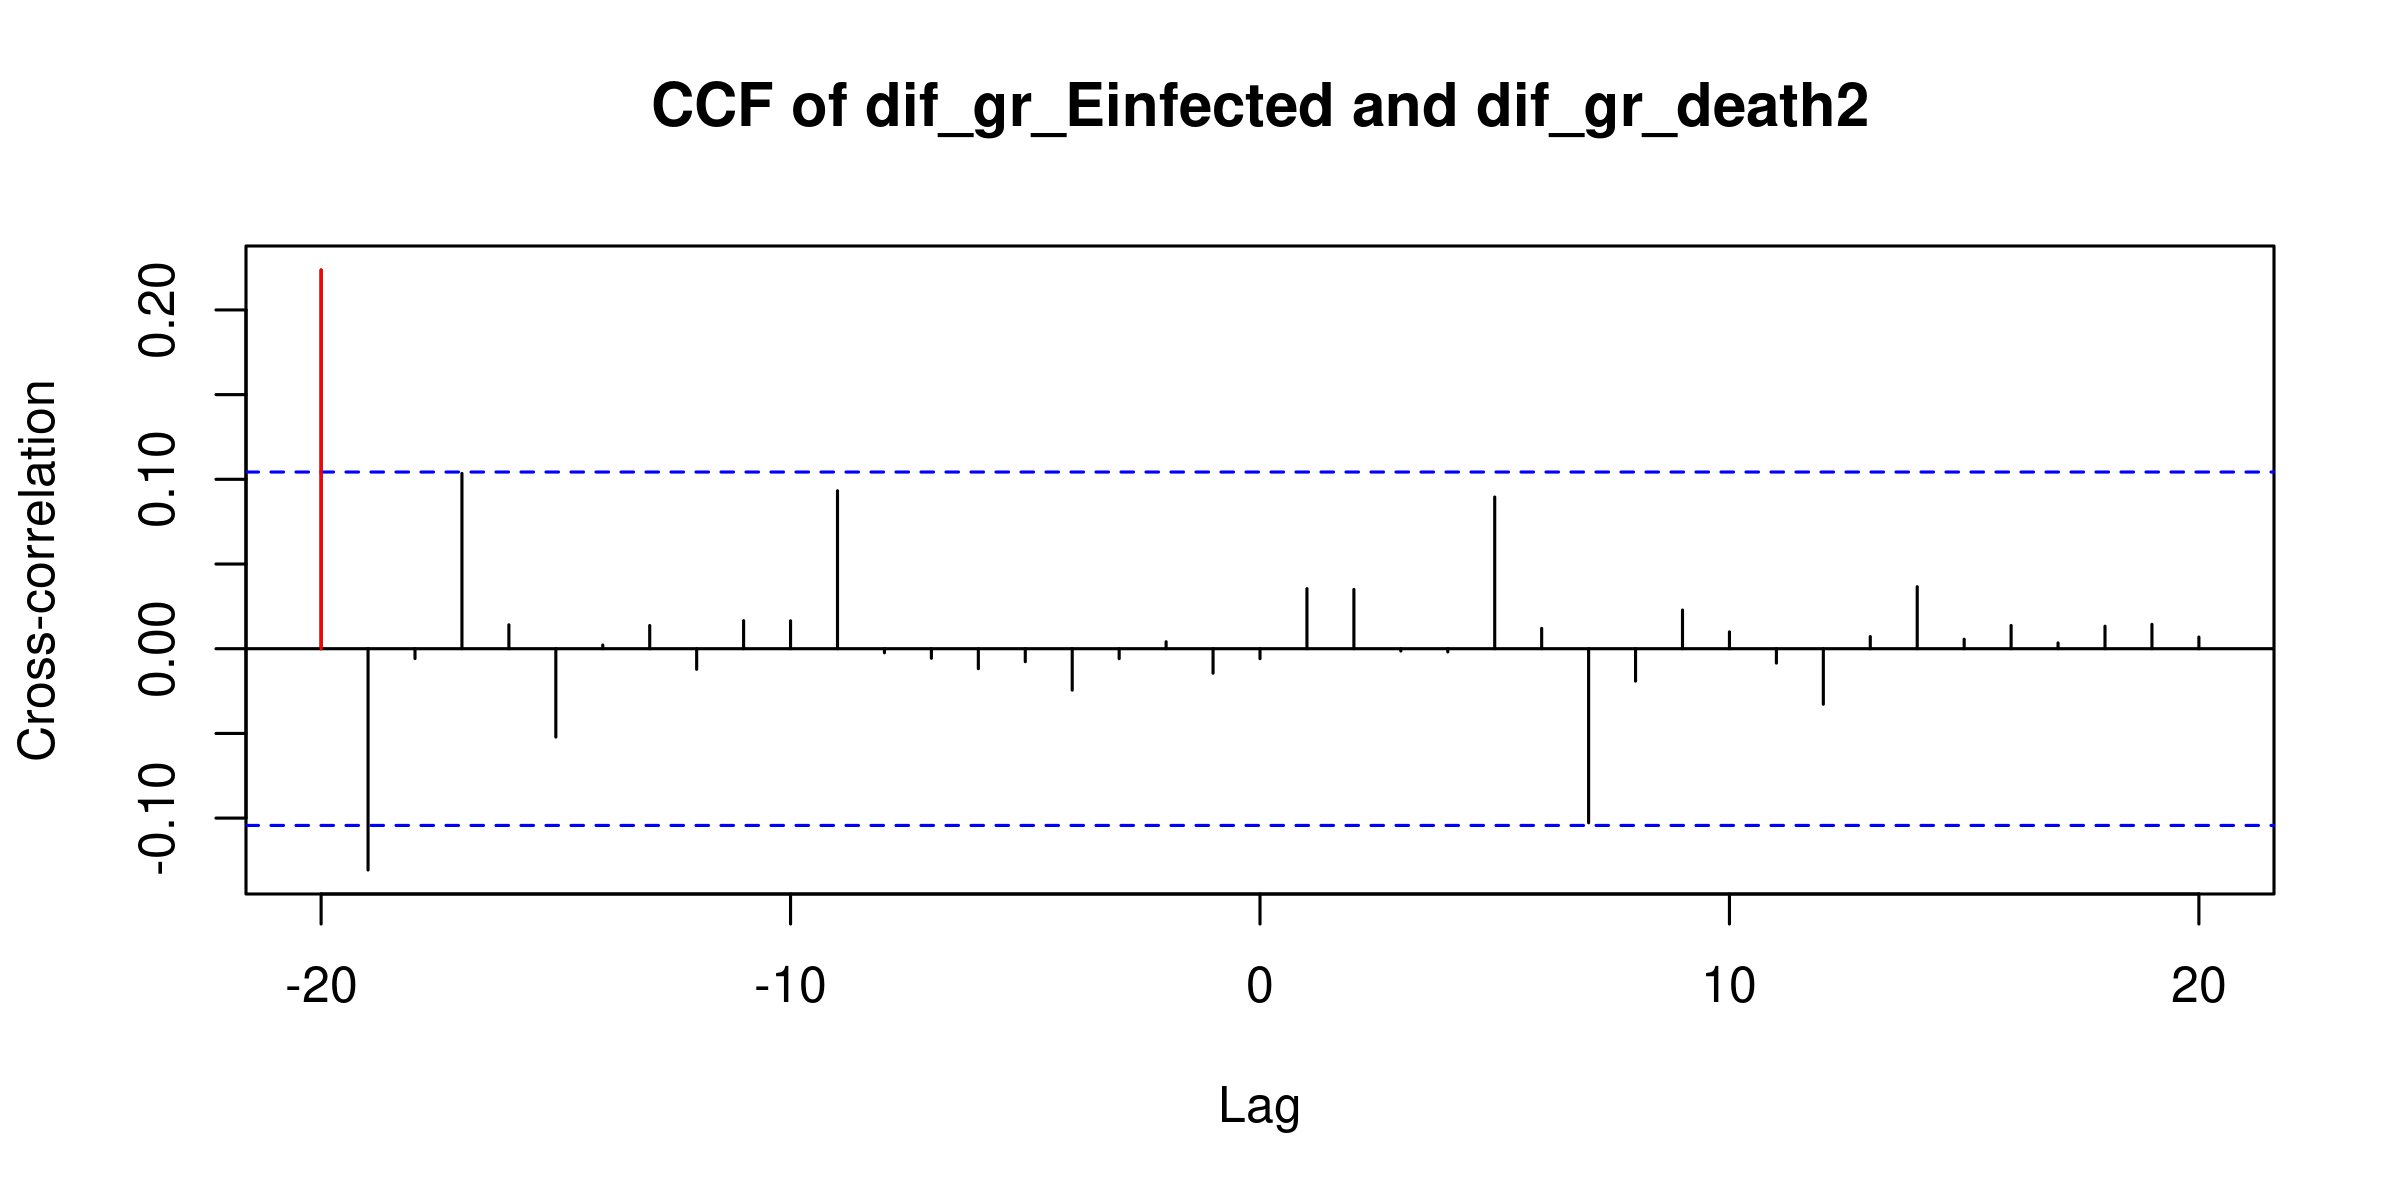 CCF of dif_gr_Einfected and dif_gr_death2
Cross-correlation
0.20
0.10
0.00
-0.10
-20 -10 0 10 20
Lag